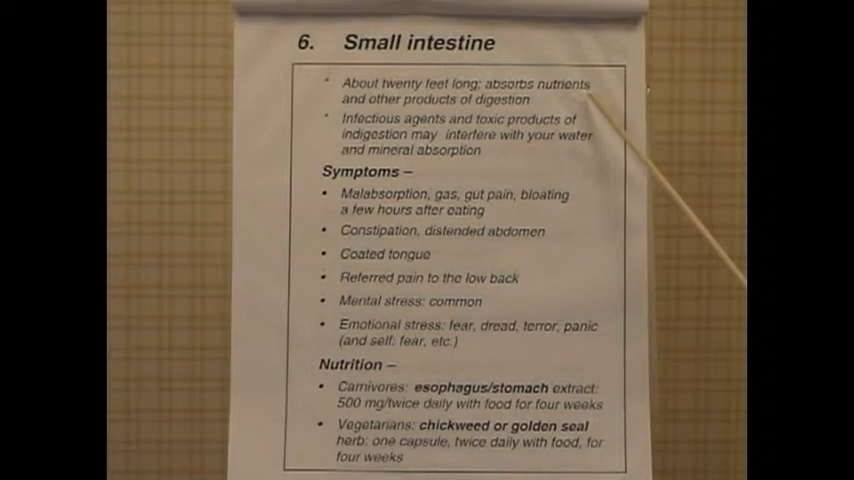 6. Small intestine
• About twenty feet long; absorbs nutrients
and other products of digestion
• Infectious agents and toxic products of
indigestion may interfere with your water
and mineral absorption
Symptoms –
• Malabsorption, gas, gut pain, bloating
a few hours after eating
• Constipation, distended abdomen
• Coated tongue
• Referred pain to the low back
• Mental stress: common
• Emotional stress: fear, dread, terror, panic
(and self: fear, etc.)
Nutrition –
• Carnivores: esophagus/stomach extract:
500 mg/twice daily with food for four weeks
• Vegetarians: chickweed or golden seal
herb: one capsule, twice daily with food, for
four weeks